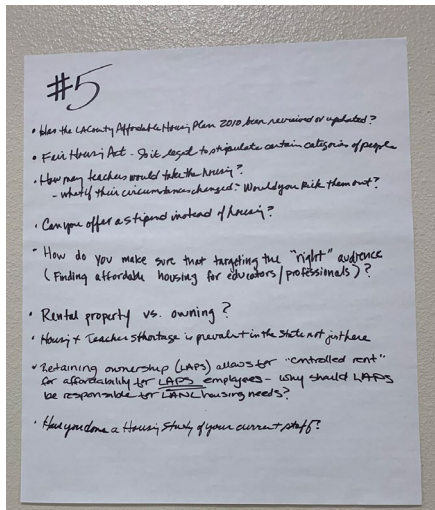 #5
• Has the LA County Affordable Housing Plan 2010 been reviewed or updated?
• Fair Housing Act - Is it legal to stipulate certain categories of people
• How many teachers would take the housing?
- what if their circumstances changed? Would you kick them out?
• Can you offer a stipend instead of housing?
• How do you make sure that targeting the "right" audience
(Finding affordable housing for educators/professionals)?
• Rental property vs. owning?
• Housing + Teacher shortage is prevalent in the state not just here
• Retaining ownership (LAPS) allows for "controlled rent"
for affordability for LAPS employees - why should LAPS
be responsible for LANL housing needs?
• Have you done a Housing Study of your current staff?